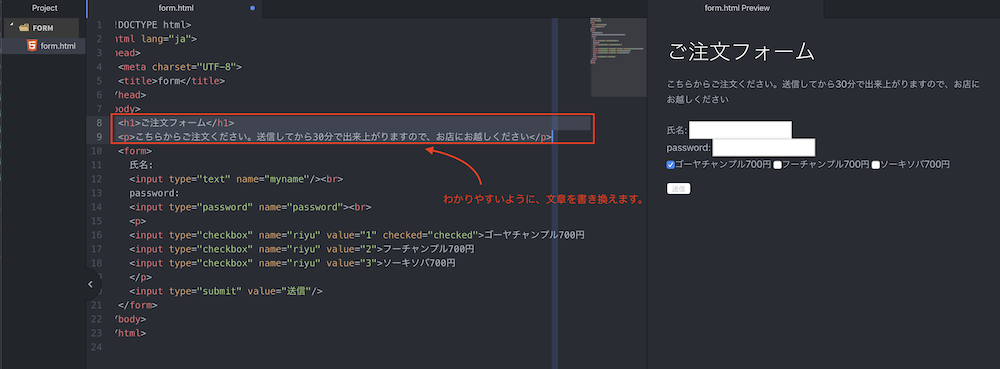 Project
FORM
form.html
form.html
1 !DOCTYPE html>
2 html lang="ja">
3 head>
4 <meta charset="UTF-8">
5 <title>form</title>
6 /head>
7 body>
8 <h1>ご注文フォーム</h1>
9 <p>こちらからご注文ください。送信してから30分で出来上がりますので、お店にお越しください</p>
10 <form>
11 氏名:
12 <input type="text" name="myname"/><br>
13 password:
14 <input type="password" name="password"><br>
15 <p>
16 <input type="checkbox" name="riyu" value="1" checked="checked">ゴーヤチャンプル700円
17 <input type="checkbox" name="riyu" value="2">フーチャンプル700円
18 <input type="checkbox" name="riyu" value="3">ソーキソバ700円
19 </p>
20 <input type="submit" value="送信"/>
21 </form>
22 /body>
23 /html>
24
わかりやすいように、文章を書き換えます。
form.html Preview
ご注文フォーム
こちらからご注文ください。送信してから30分で出来上がりますので、お店に
お越しください
氏名:
password:
ゴーヤチャンプル700円 フーチャンプル700円 ソーキソバ700円
送信